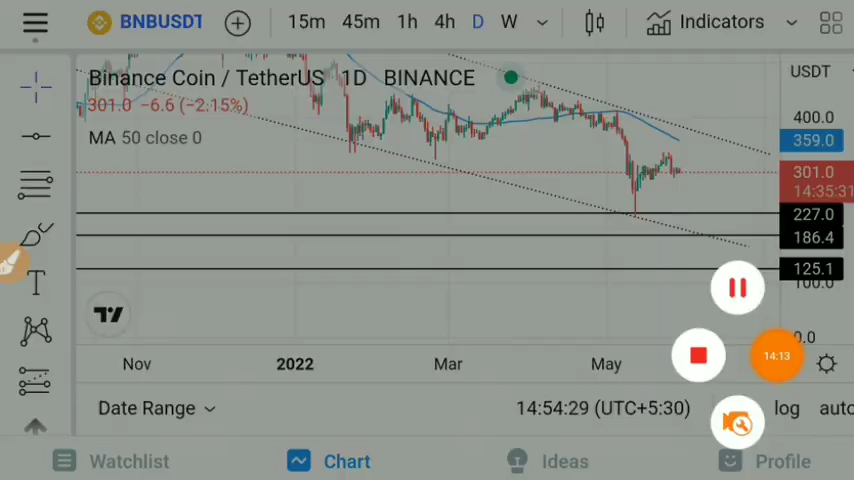 BNBUSDT 15m 45m 1h 4h D W Indicators
Binance Coin / TetherUS 1D BINANCE USDT
301.0 −6.6 (−2.15%)
MA 50 close 0
400.0
359.0
301.0
14:35:31
227.0
186.4
125.1
100.0
0.0
Nov 2022 Mar May
14:13
Date Range 14:54:29 (UTC+5:30) log auto
Watchlist Chart Ideas Profile